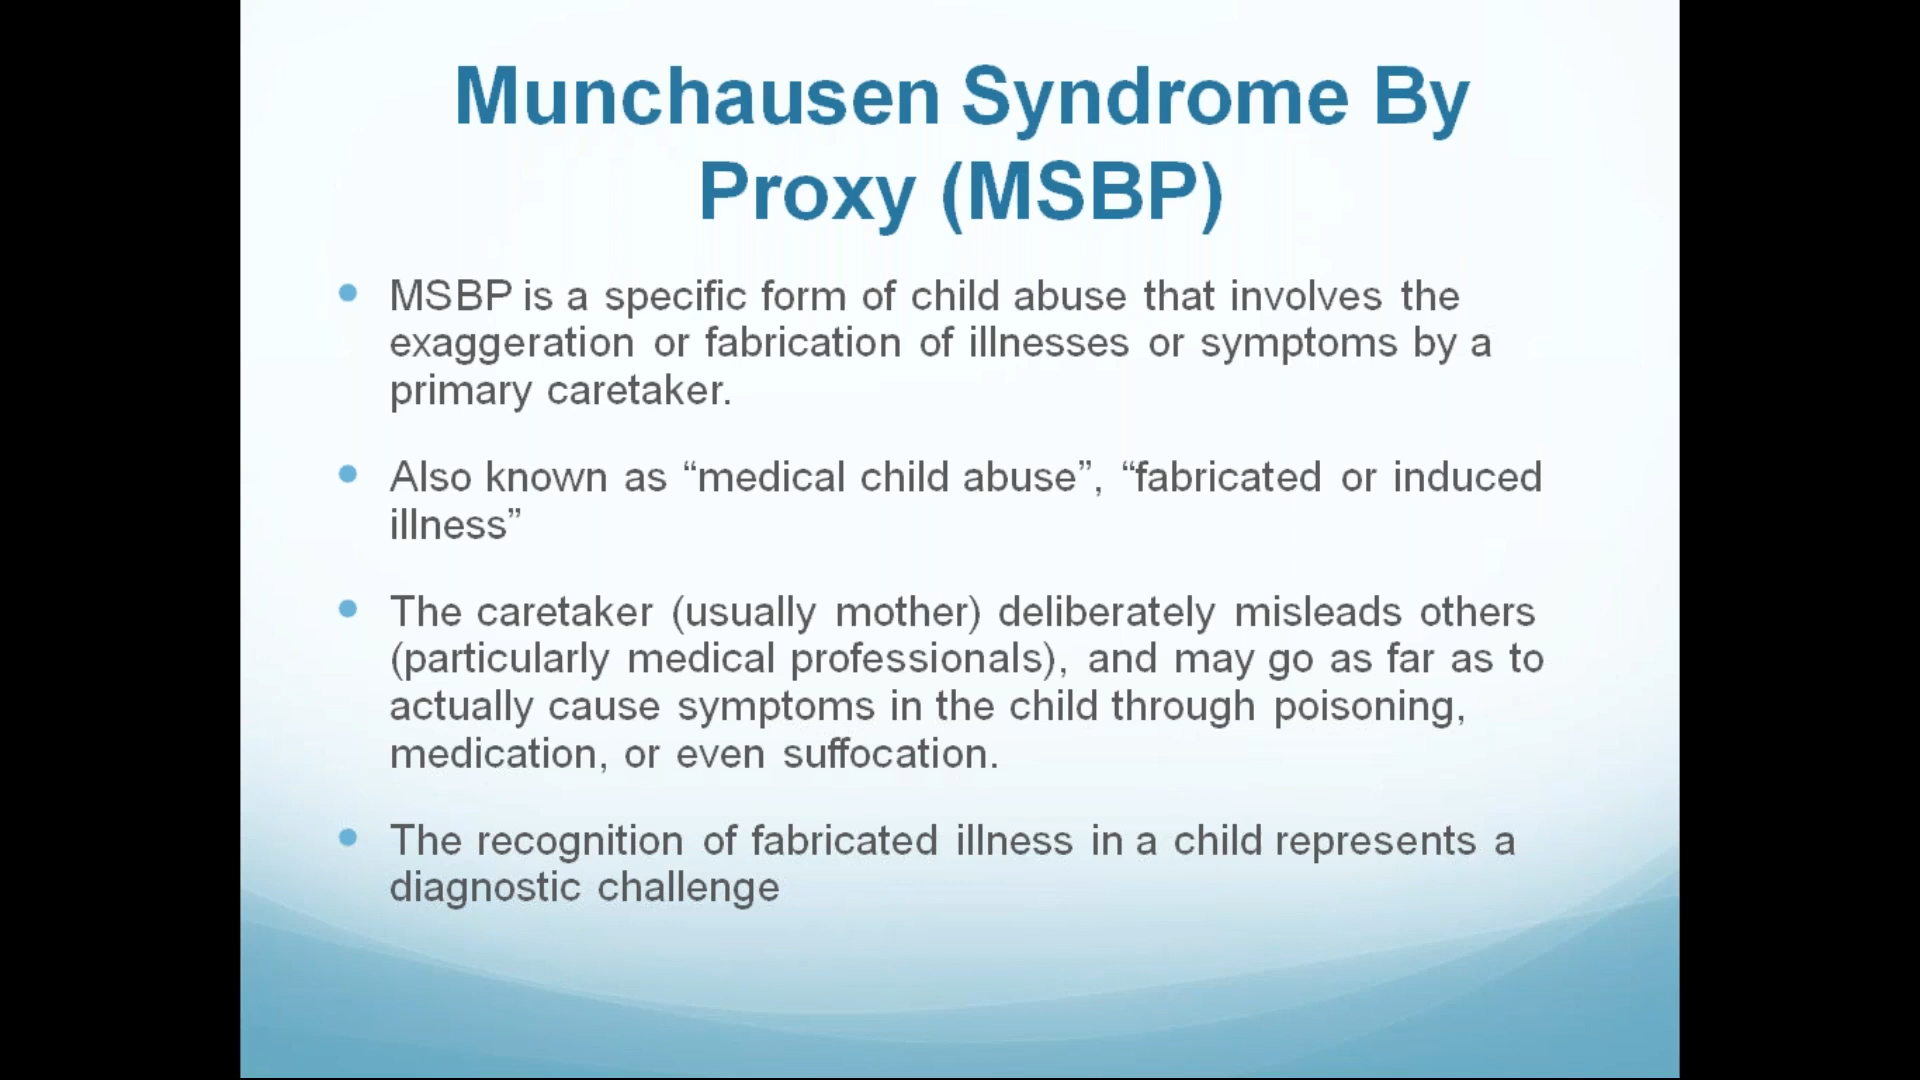 Munchausen Syndrome By
Proxy (MSBP)
• MSBP is a specific form of child abuse that involves the
exaggeration or fabrication of illnesses or symptoms by a
primary caretaker.
• Also known as “medical child abuse”, “fabricated or induced
illness”
• The caretaker (usually mother) deliberately misleads others
(particularly medical professionals), and may go as far as to
actually cause symptoms in the child through poisoning,
medication, or even suffocation.
• The recognition of fabricated illness in a child represents a
diagnostic challenge